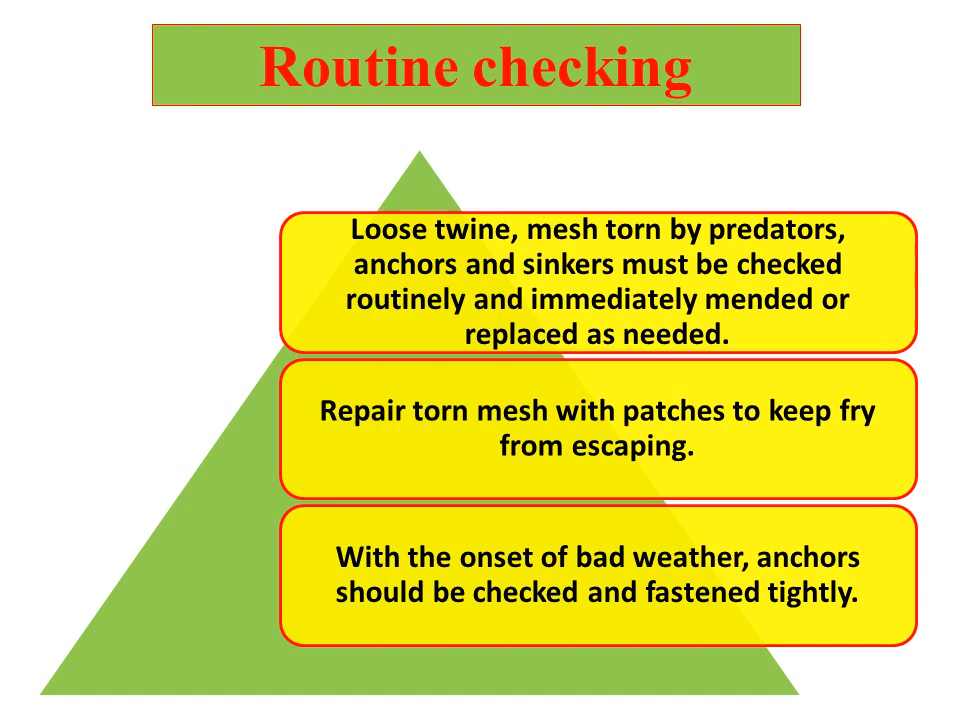 Routine checking
Loose twine, mesh torn by predators,
anchors and sinkers must be checked
routinely and immediately mended or
replaced as needed.
Repair torn mesh with patches to keep fry
from escaping.
With the onset of bad weather, anchors
should be checked and fastened tightly.